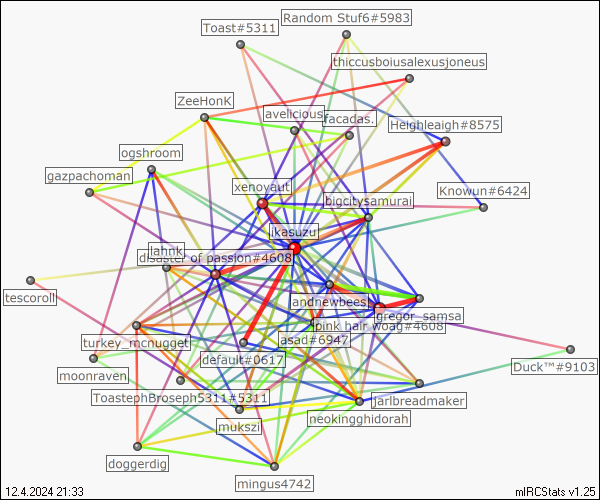 Random Stuf6#5983
Toast#5311
thiccusboiusalexusjoneus
ZeeHonK
avelicious
facadas.
Heighleaigh#8575
ogshroom
gazpachoman
xenovaut
Knowun#6424
bigcitysamurai
ikasuzu
lahnk
disaster of passion#4608
tescoroll
andnewbees
gregor_samsa
pink hair woag#4608
turkey_mcnugget
asad#6947
default#0617
moonraven
Duck™#9103
ToastephBroseph5311#5311
jarlbreadmaker
neokingghidorah
mukszi
doggerdig
mingus4742
12.4.2024 21:33
mIRCStats v1.25